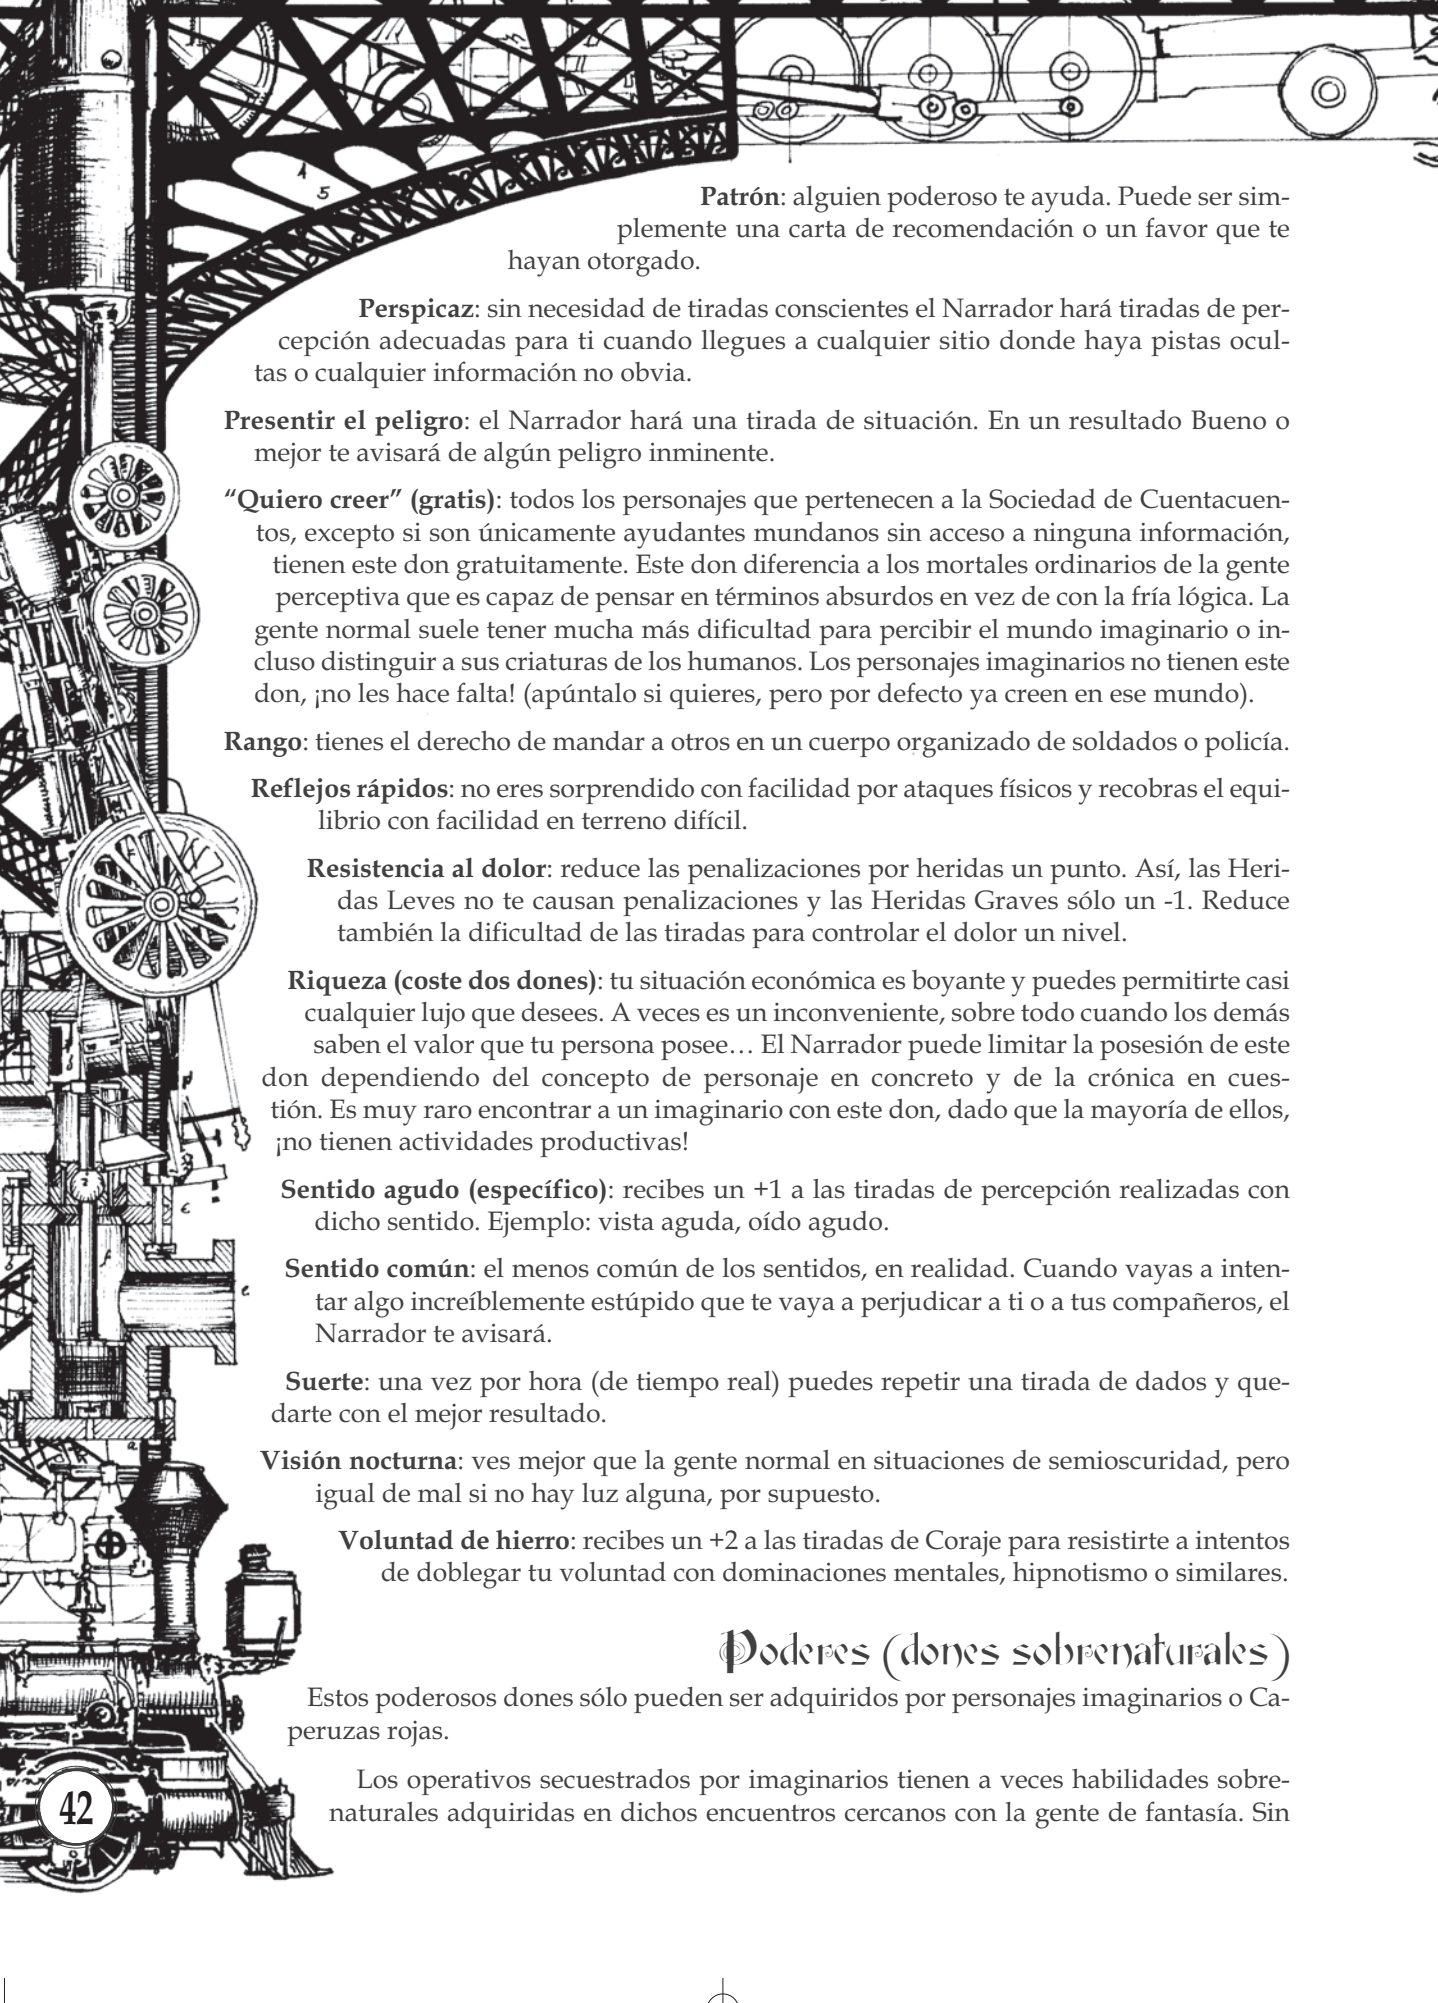 Patrón: alguien poderoso te ayuda. Puede ser sim-
plemente una carta de recomendación o un favor que te
hayan otorgado.
Perspicaz: sin necesidad de tiradas conscientes el Narrador hará tiradas de per-
cepción adecuadas para ti cuando llegues a cualquier sitio donde haya pistas ocul-
tas o cualquier información no obvia.
Presentir el peligro: el Narrador hará una tirada de situación. En un resultado Bueno o
mejor te avisará de algún peligro inminente.
“Quiero creer” (gratis): todos los personajes que pertenecen a la Sociedad de Cuentacuen-
tos, excepto si son únicamente ayudantes mundanos sin acceso a ninguna información,
tienen este don gratuitamente. Este don diferencia a los mortales ordinarios de la gente
perceptiva que es capaz de pensar en términos absurdos en vez de con la fría lógica. La
gente normal suele tener mucha más dificultad para percibir el mundo imaginario o in-
cluso distinguir a sus criaturas de los humanos. Los personajes imaginarios no tienen este
don, ¡no les hace falta! (apúntalo si quieres, pero por defecto ya creen en ese mundo).
Rango: tienes el derecho de mandar a otros en un cuerpo organizado de soldados o policía.
Reflejos rápidos: no eres sorprendido con facilidad por ataques físicos y recobras el equi-
librio con facilidad en terreno difícil.
Resistencia al dolor: reduce las penalizaciones por heridas un punto. Así, las Heri-
das Leves no te causan penalizaciones y las Heridas Graves sólo un -1. Reduce
también la dificultad de las tiradas para controlar el dolor un nivel.
Riqueza (coste dos dones): tu situación económica es boyante y puedes permitirte casi
cualquier lujo que desees. A veces es un inconveniente, sobre todo cuando los demás
saben el valor que tu persona posee… El Narrador puede limitar la posesión de este
don dependiendo del concepto de personaje en concreto y de la crónica en cues-
tión. Es muy raro encontrar a un imaginario con este don, dado que la mayoría de ellos,
¡no tienen actividades productivas!
Sentido agudo (específico): recibes un +1 a las tiradas de percepción realizadas con
dicho sentido. Ejemplo: vista aguda, oído agudo.
Sentido común: el menos común de los sentidos, en realidad. Cuando vayas a inten-
tar algo increíblemente estúpido que te vaya a perjudicar a ti o a tus compañeros, el
Narrador te avisará.
Suerte: una vez por hora (de tiempo real) puedes repetir una tirada de dados y que-
darte con el mejor resultado.
Visión nocturna: ves mejor que la gente normal en situaciones de semioscuridad, pero
igual de mal si no hay luz alguna, por supuesto.
Voluntad de hierro: recibes un +2 a las tiradas de Coraje para resistirte a intentos
de doblegar tu voluntad con dominaciones mentales, hipnotismo o similares.
Poderes (dones sobrenaturales)
Estos poderosos dones sólo pueden ser adquiridos por personajes imaginarios o Ca-
peruzas rojas.
Los operativos secuestrados por imaginarios tienen a veces habilidades sobre-
naturales adquiridas en dichos encuentros cercanos con la gente de fantasía. Sin
42